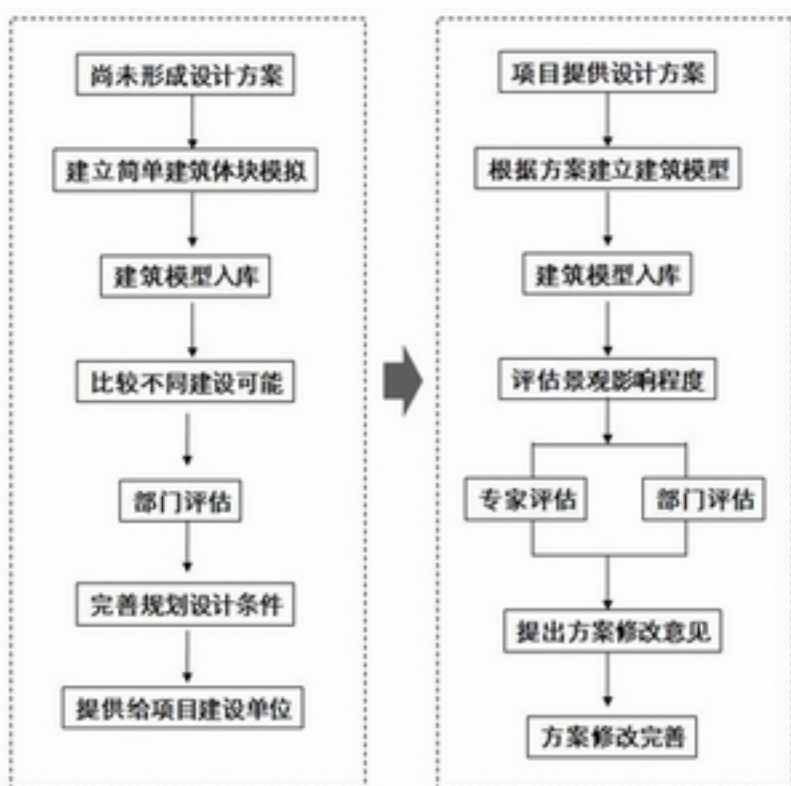 尚未形成设计方案
建立简单建筑体块模拟
建筑模型入库
比较不同建设可能
部门评估
完善规划设计条件
提供给项目建设单位
项目提供设计方案
根据方案建立建筑模型
建筑模型入库
评估景观影响程度
专家评估
部门评估
提出方案修改意见
方案修改完善